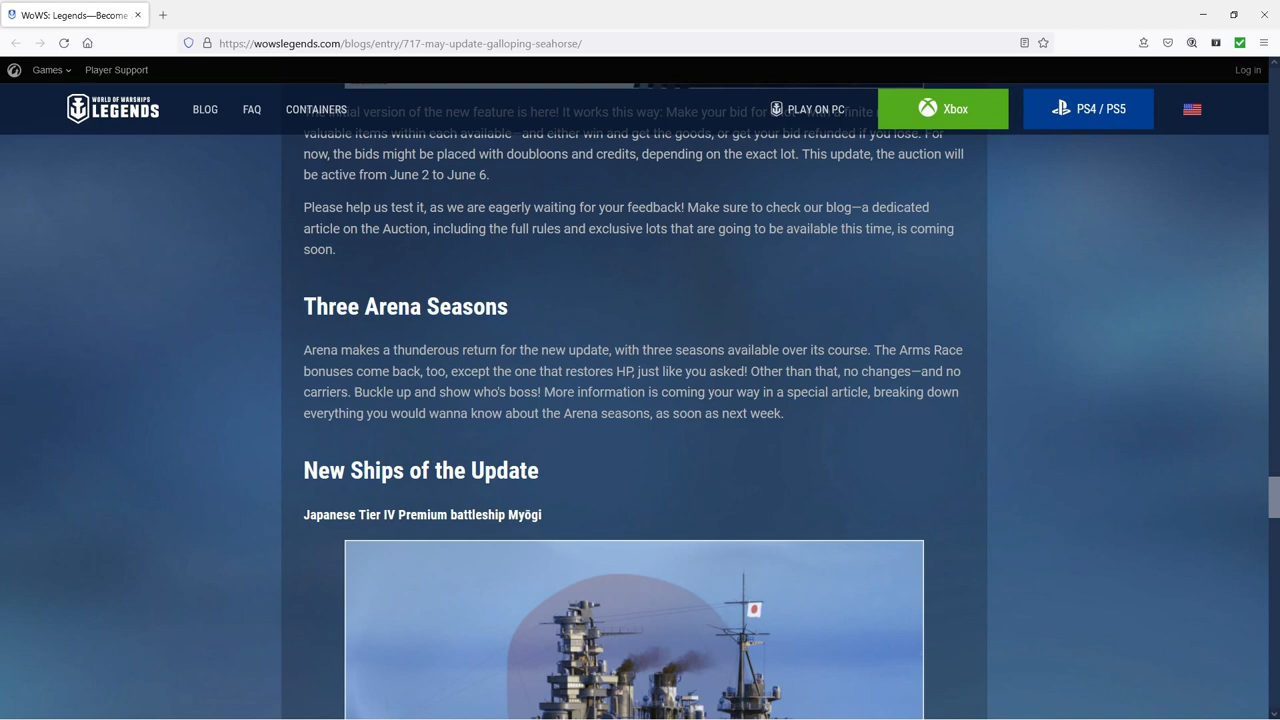 WoWS: Legends—Become
https://wowslegends.com/blogs/entry/717-may-update-galloping-seahorse/
Games
Player Support
Log in
WORLD OF WARSHIPS
LEGENDS
BLOG
FAQ
CONTAINERS
PLAY ON PC
Xbox
PS4 / PS5
initial version of the new feature is here! It works this way: Make your bid for a finite
valuable items within each available—and either win and get the goods, or get your bid refunded if you lose. For
now, the bids might be placed with doubloons and credits, depending on the exact lot. This update, the auction will
be active from June 2 to June 6.
Please help us test it, as we are eagerly waiting for your feedback! Make sure to check our blog—a dedicated
article on the Auction, including the full rules and exclusive lots that are going to be available this time, is coming
soon.
Three Arena Seasons
Arena makes a thunderous return for the new update, with three seasons available over its course. The Arms Race
bonuses come back, too, except the one that restores HP, just like you asked! Other than that, no changes—and no
carriers. Buckle up and show who's boss! More information is coming your way in a special article, breaking down
everything you would wanna know about the Arena seasons, as soon as next week.
New Ships of the Update
Japanese Tier IV Premium battleship Myōgi